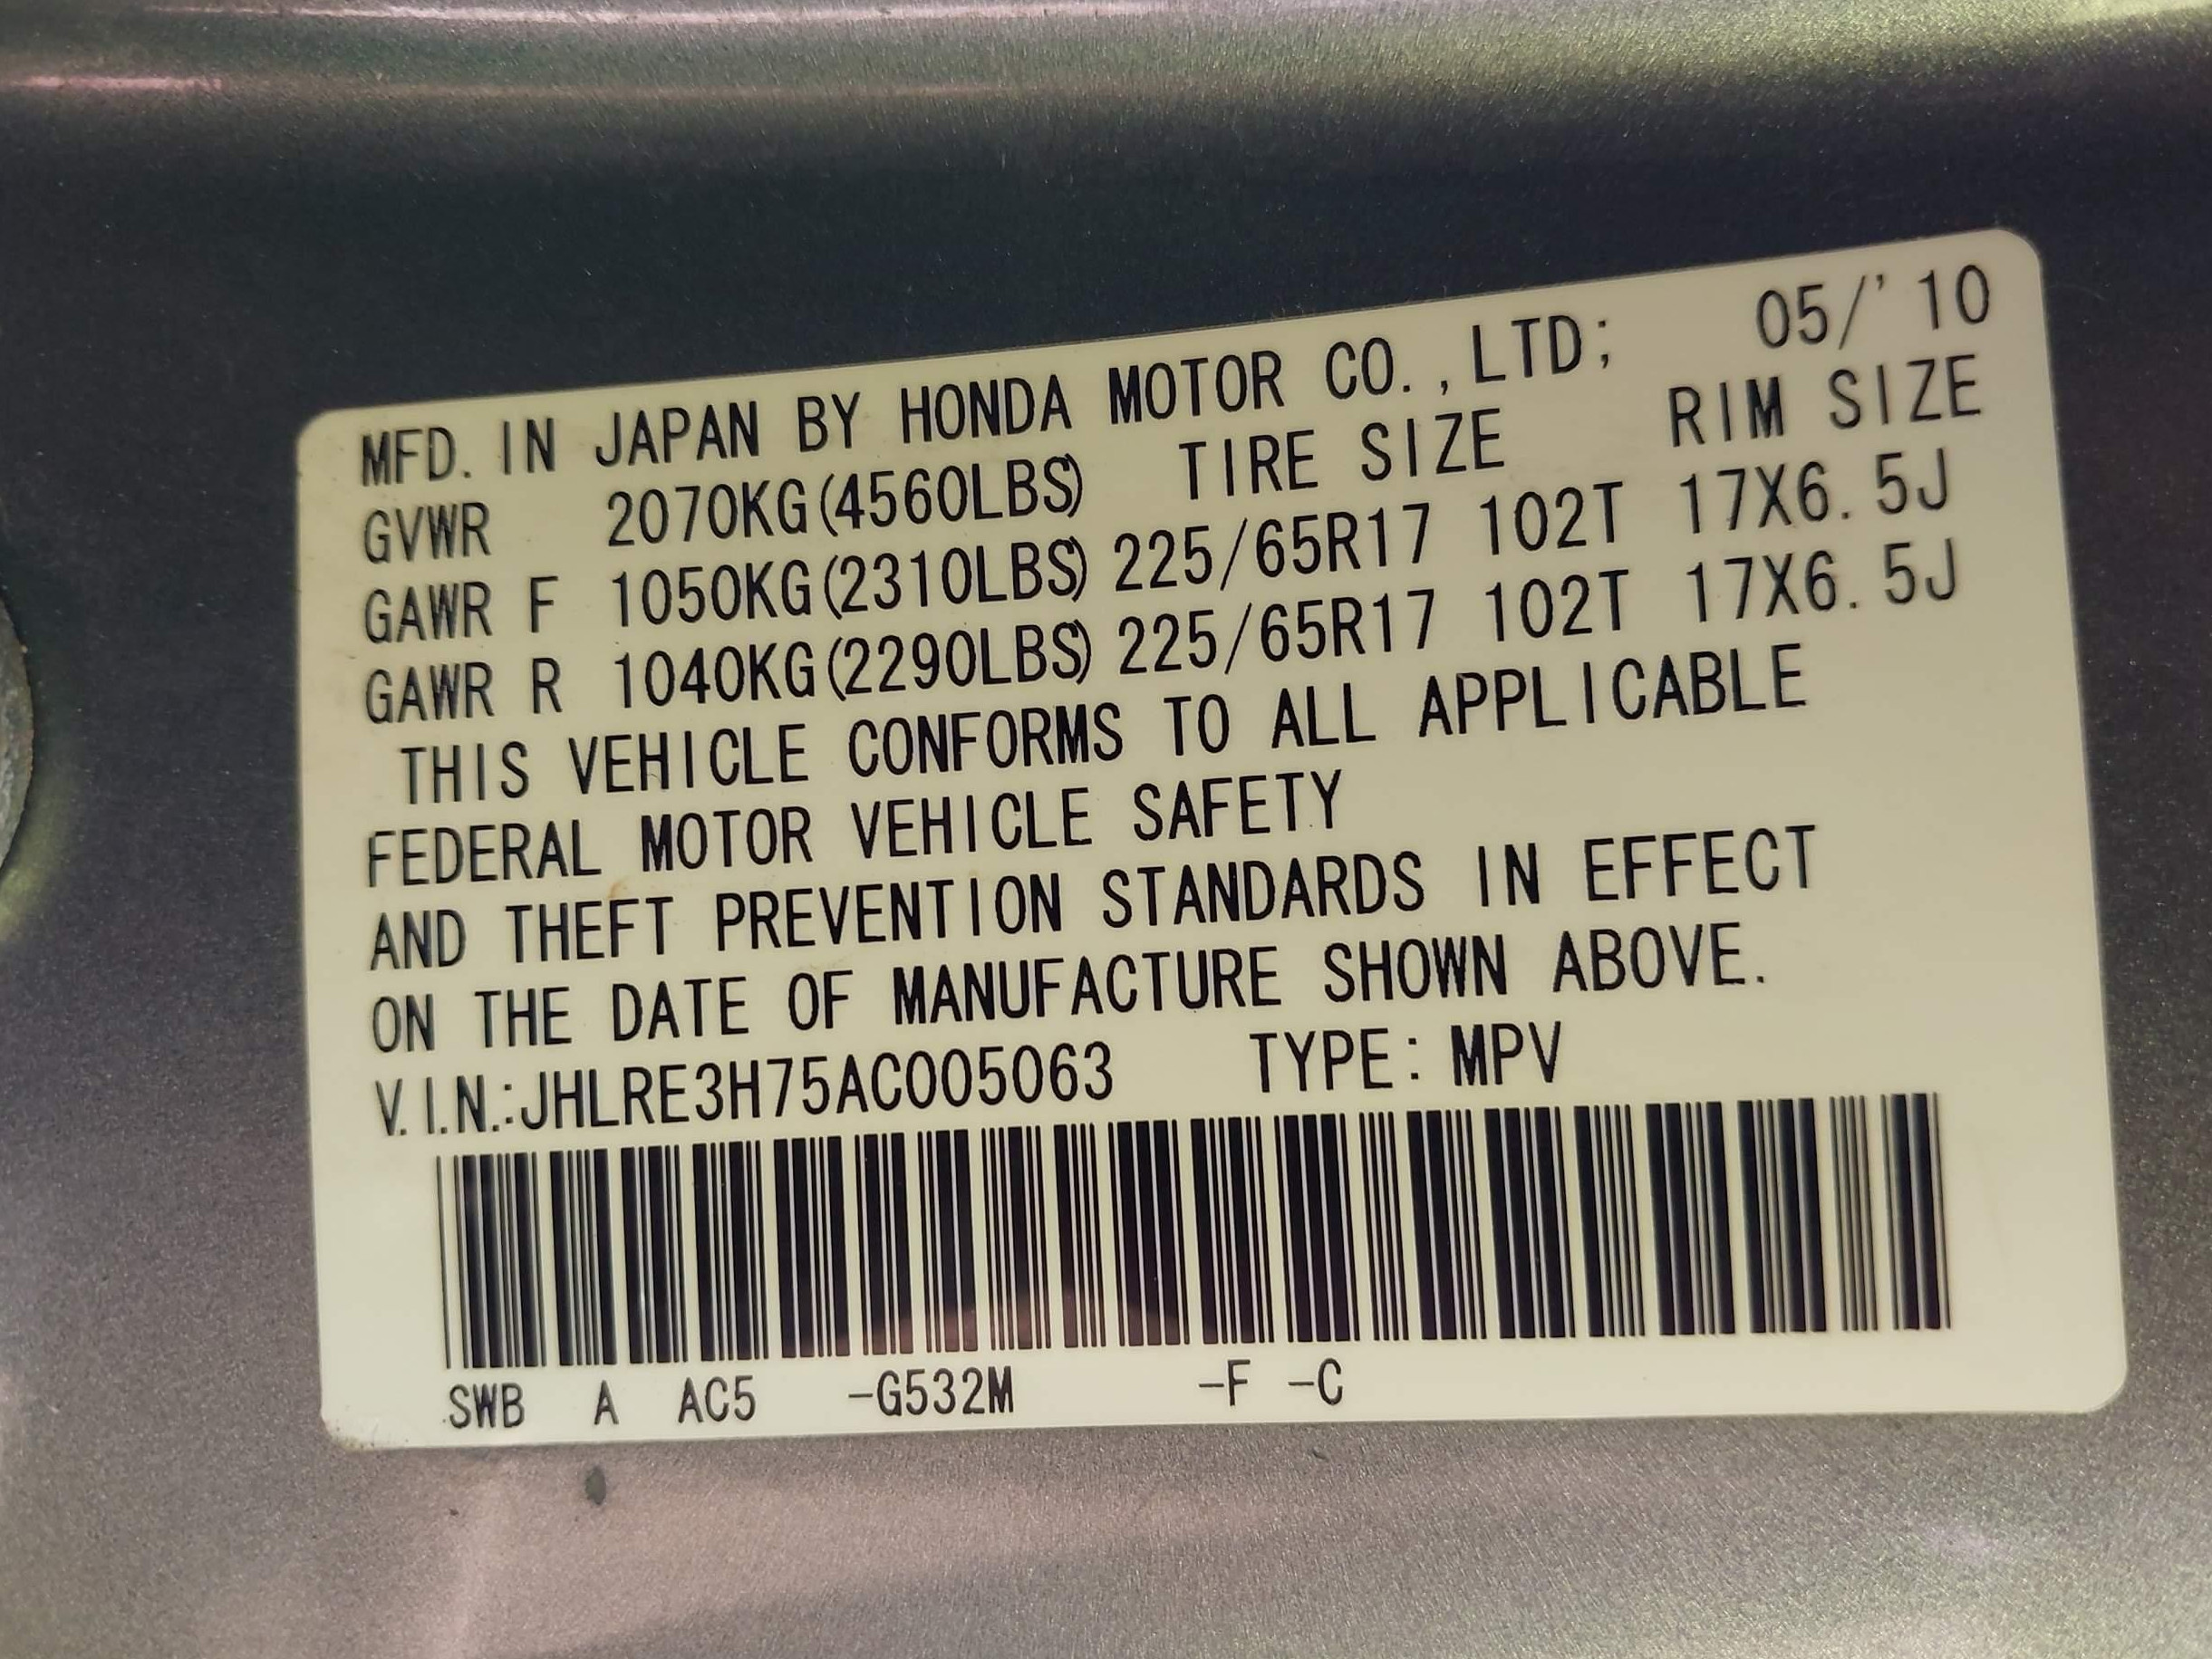 MFD. IN JAPAN BY HONDA MOTOR CO.,LTD; 05/'10
GVWR 2070KG(4560LBS) TIRE SIZE RIM SIZE
GAWR F 1050KG(2310LBS) 225/65R17 102T 17X6.5J
GAWR R 1040KG(2290LBS) 225/65R17 102T 17X6.5J
THIS VEHICLE CONFORMS TO ALL APPLICABLE
FEDERAL MOTOR VEHICLE SAFETY
AND THEFT PREVENTION STANDARDS IN EFFECT
ON THE DATE OF MANUFACTURE SHOWN ABOVE.
V.I.N.:JHLRE3H75AC005063 TYPE:MPV
SWB A AC5 -G532M -F -C